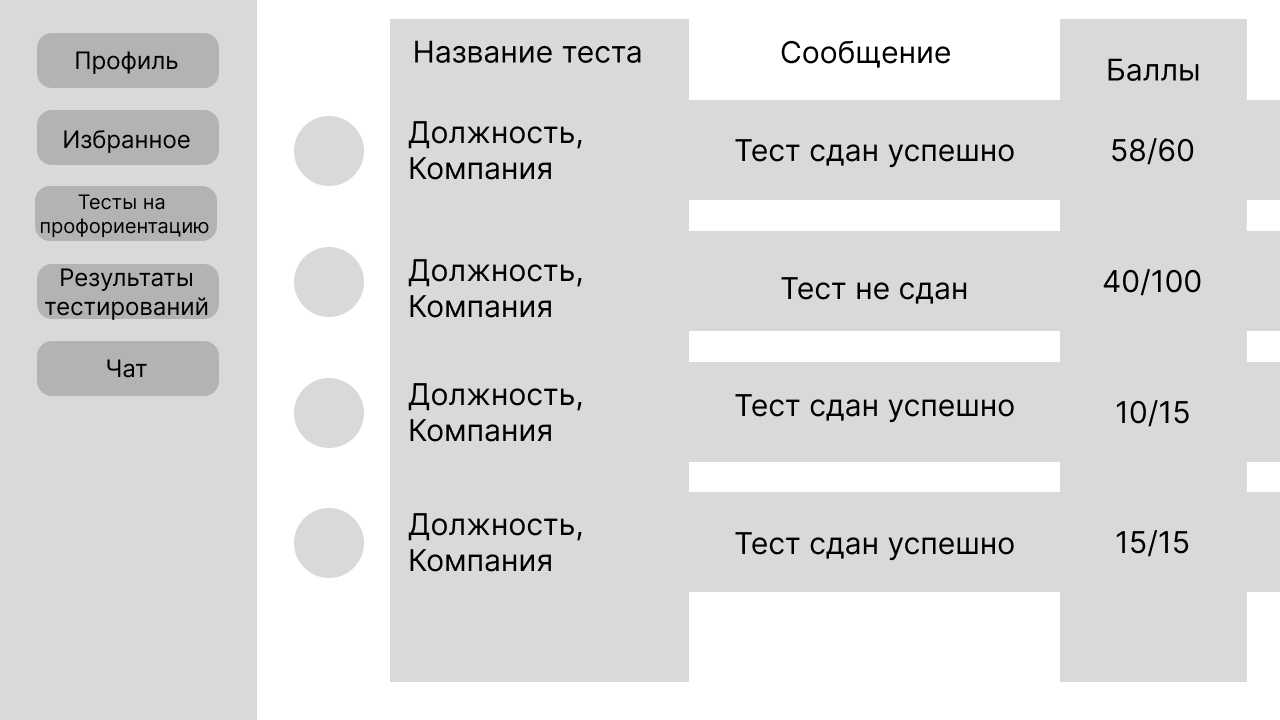 Профиль
Избранное
Тесты на
профориентацию
Результаты
тестирований
Чат
Название теста
Сообщение
Баллы
Должность,
Компания
Тест сдан успешно
58/60
Должность,
Компания
Тест не сдан
40/100
Должность,
Компания
Тест сдан успешно
10/15
Должность,
Компания
Тест сдан успешно
15/15